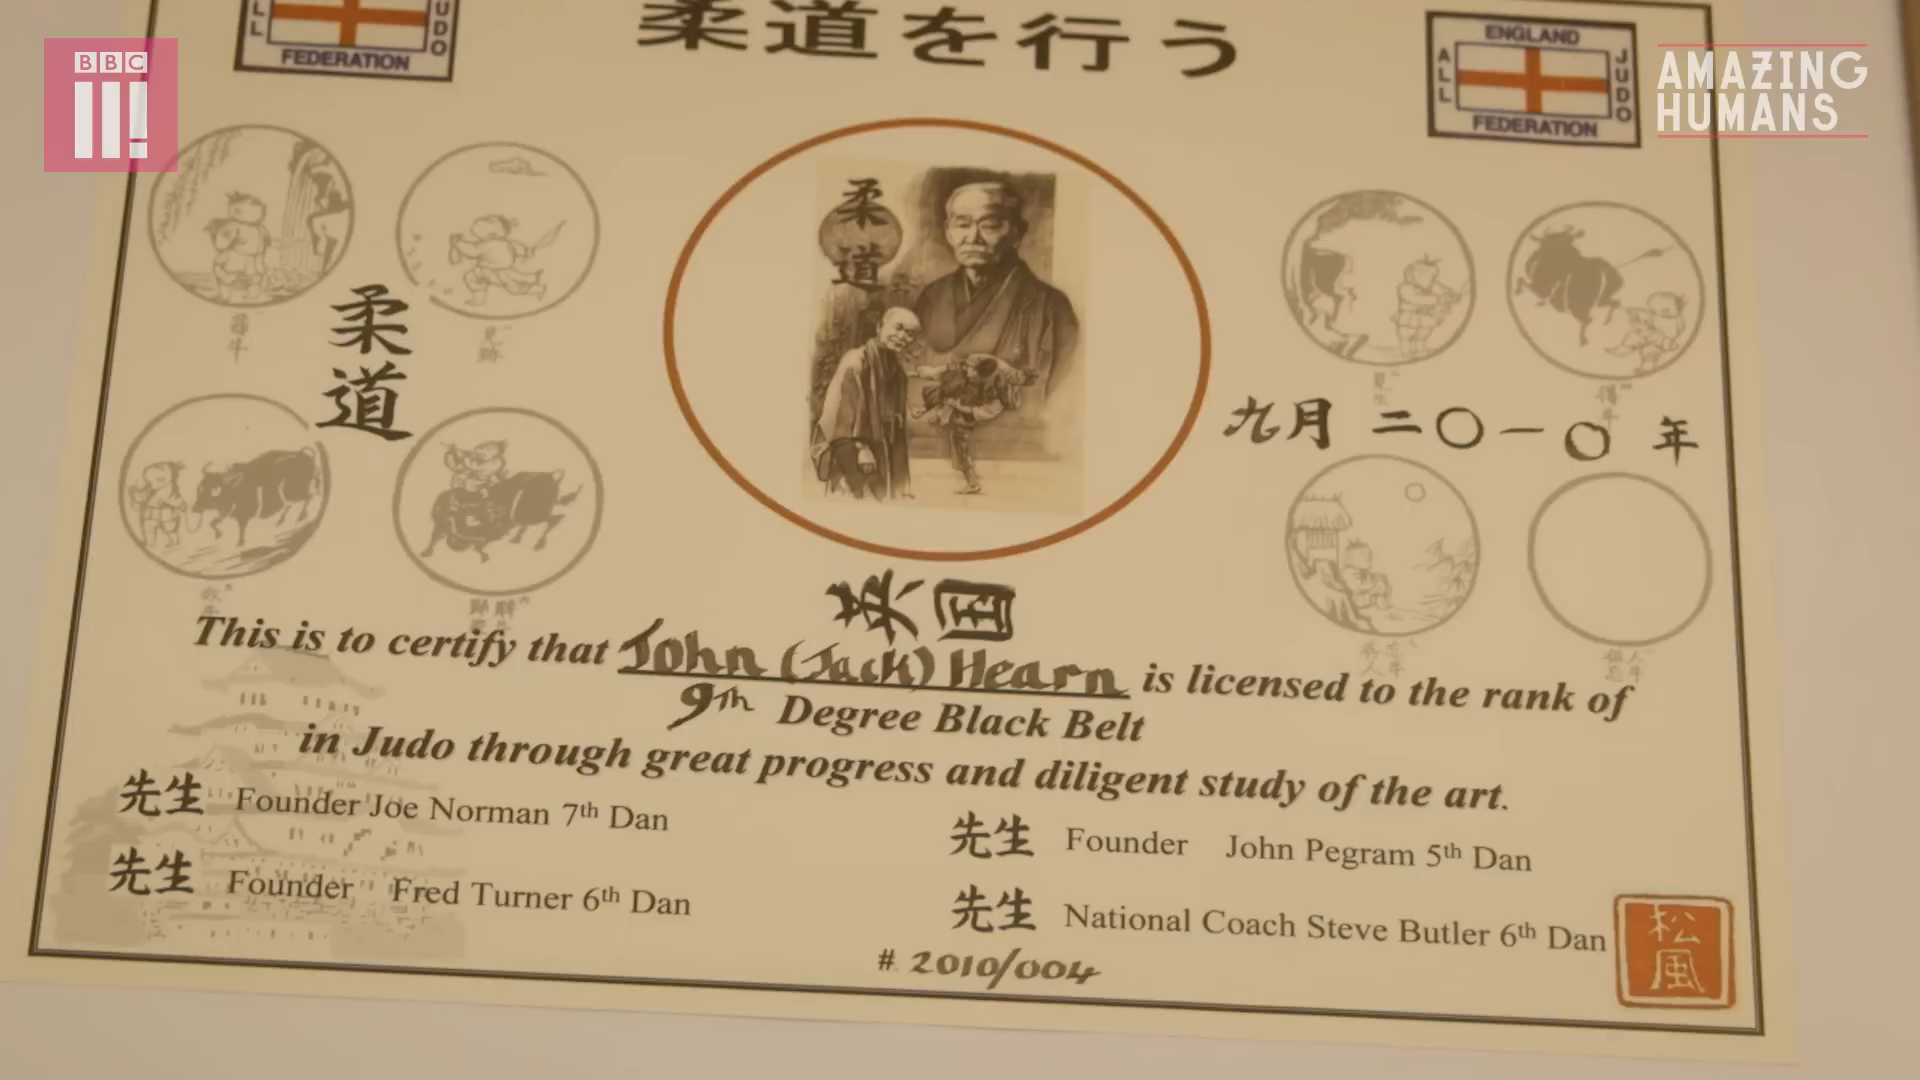 BBC
AMAZING
HUMANS
ALL
JUDO
FEDERATION
柔道を行う
ENGLAND
ALL
JUDO
FEDERATION
柔道
柔道
九月 二〇一〇 年
英国
This is to certify that John (Jack) Hearn is licensed to the rank of
9th Degree Black Belt
in Judo through great progress and diligent study of the art.
先生 Founder Joe Norman 7th Dan
先生 Founder John Pegram 5th Dan
先生 Founder Fred Turner 6th Dan
先生 National Coach Steve Butler 6th Dan
# 2010/004
松風